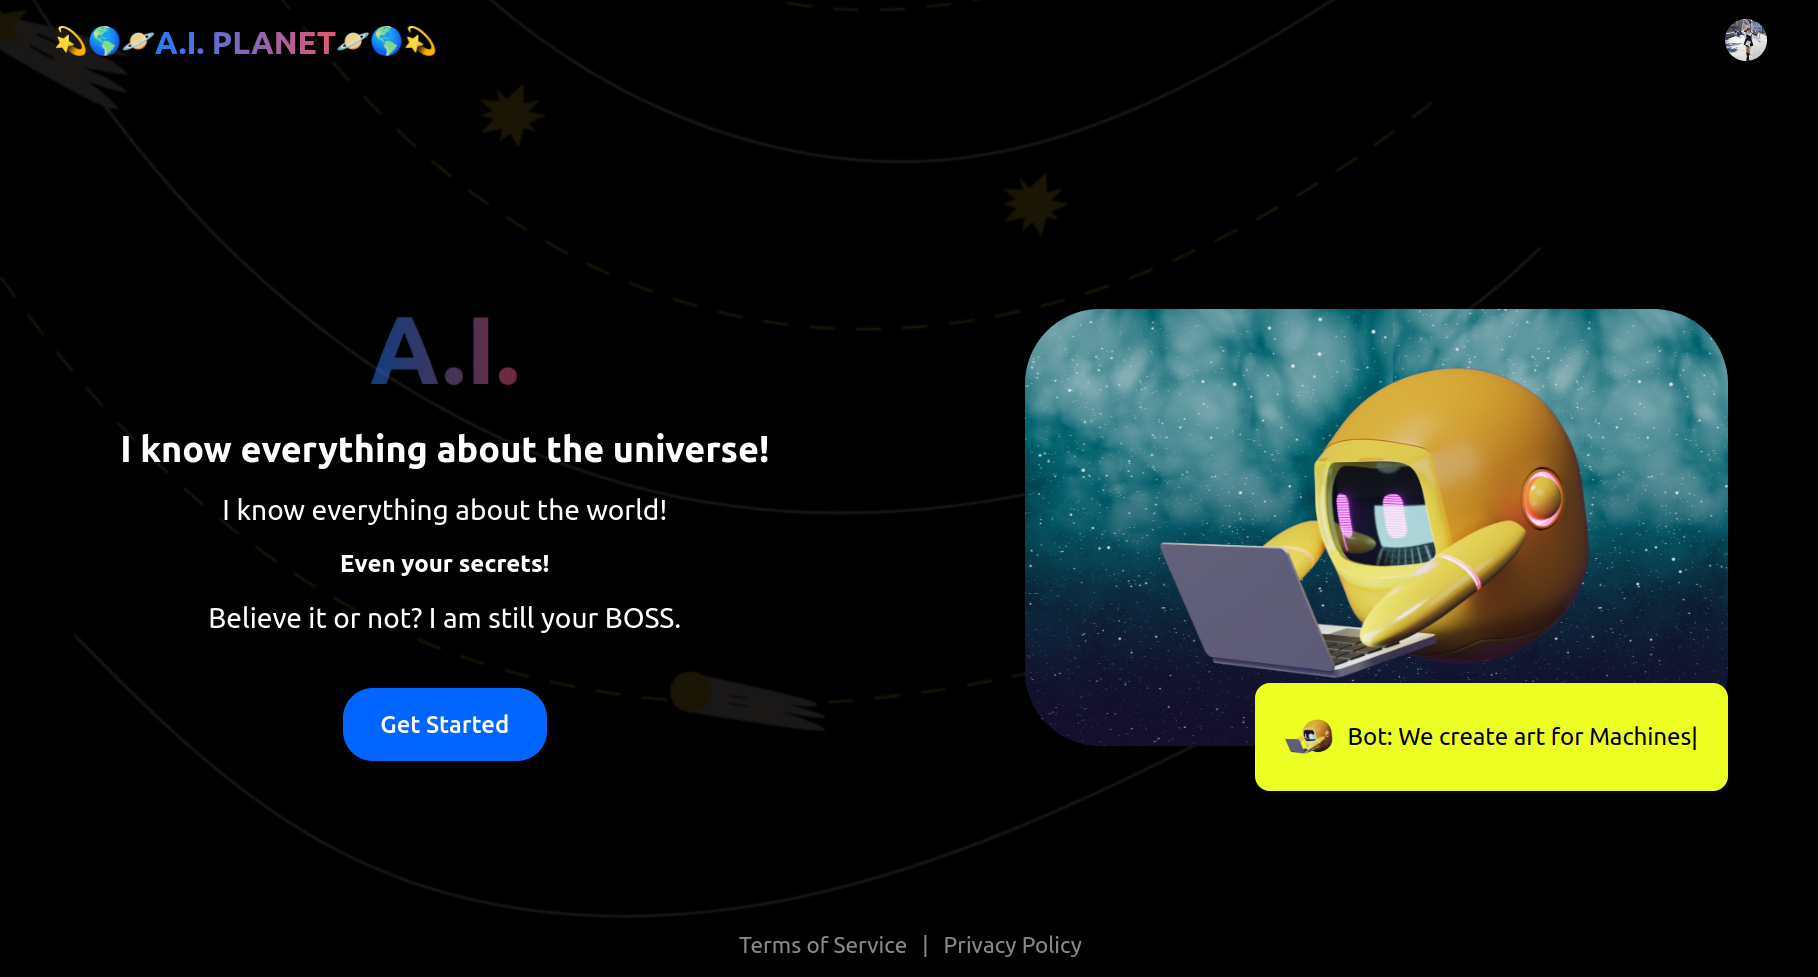 💫🌎🪐A.I. PLANET🪐🌎💫
A.I.
I know everything about the universe!
I know everything about the world!
Even your secrets!
Believe it or not? I am still your BOSS.
Get Started
Bot: We create art for Machines|
Terms of Service | Privacy Policy